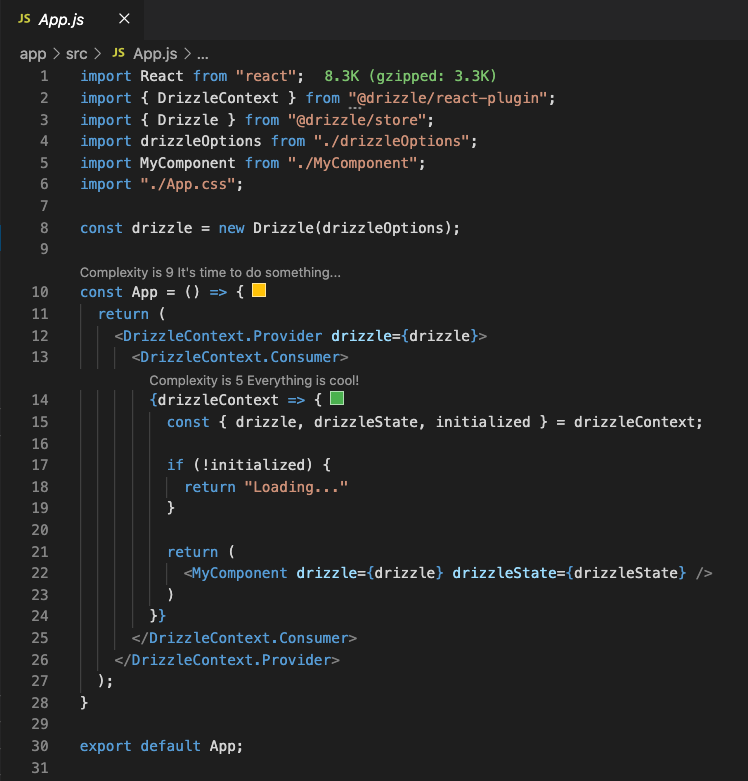 JS App.js ×
app > src > JS App.js > ...
1 import React from "react"; 8.3K (gzipped: 3.3K)
2 import { DrizzleContext } from "@drizzle/react-plugin";
3 import { Drizzle } from "@drizzle/store";
4 import drizzleOptions from "./drizzleOptions";
5 import MyComponent from "./MyComponent";
6 import "./App.css";
7
8 const drizzle = new Drizzle(drizzleOptions);
9
Complexity is 9 It's time to do something...
10 const App = () => {
11   return (
12     <DrizzleContext.Provider drizzle={drizzle}>
13       <DrizzleContext.Consumer>
Complexity is 5 Everything is cool!
14         {drizzleContext => {
15           const { drizzle, drizzleState, initialized } = drizzleContext;
16
17           if (!initialized) {
18             return "Loading..."
19           }
20
21           return (
22             <MyComponent drizzle={drizzle} drizzleState={drizzleState} />
23           )
24         }}
25       </DrizzleContext.Consumer>
26     </DrizzleContext.Provider>
27   );
28 }
29
30 export default App;
31